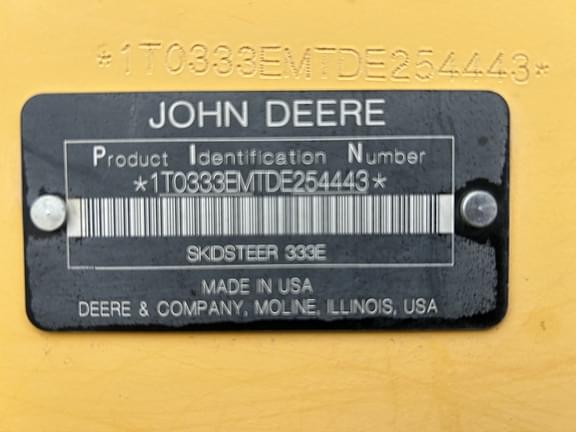 *1T0333EMTDE254443*
JOHN DEERE
Product Identification Number
*1T0333EMTDE254443*
SKIDSTEER 333E
MADE IN USA
DEERE & COMPANY, MOLINE, ILLINOIS, USA